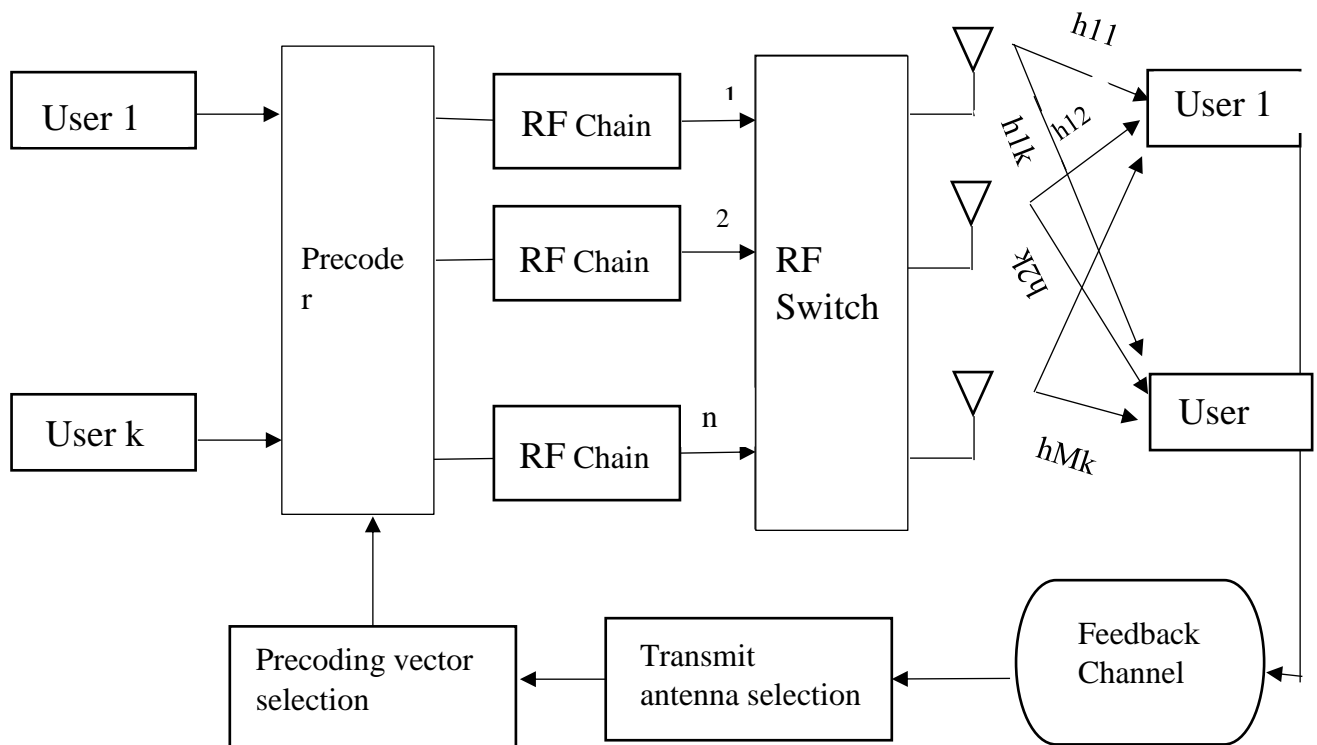 h11
User 1
User 1
RF Chain
1
h12
h1k
RF Chain
2
Precode
r
RF
Switch
h2k
User k
RF Chain
n
User
hMk
Precoding vector
selection
Transmit
antenna selection
Feedback
Channel